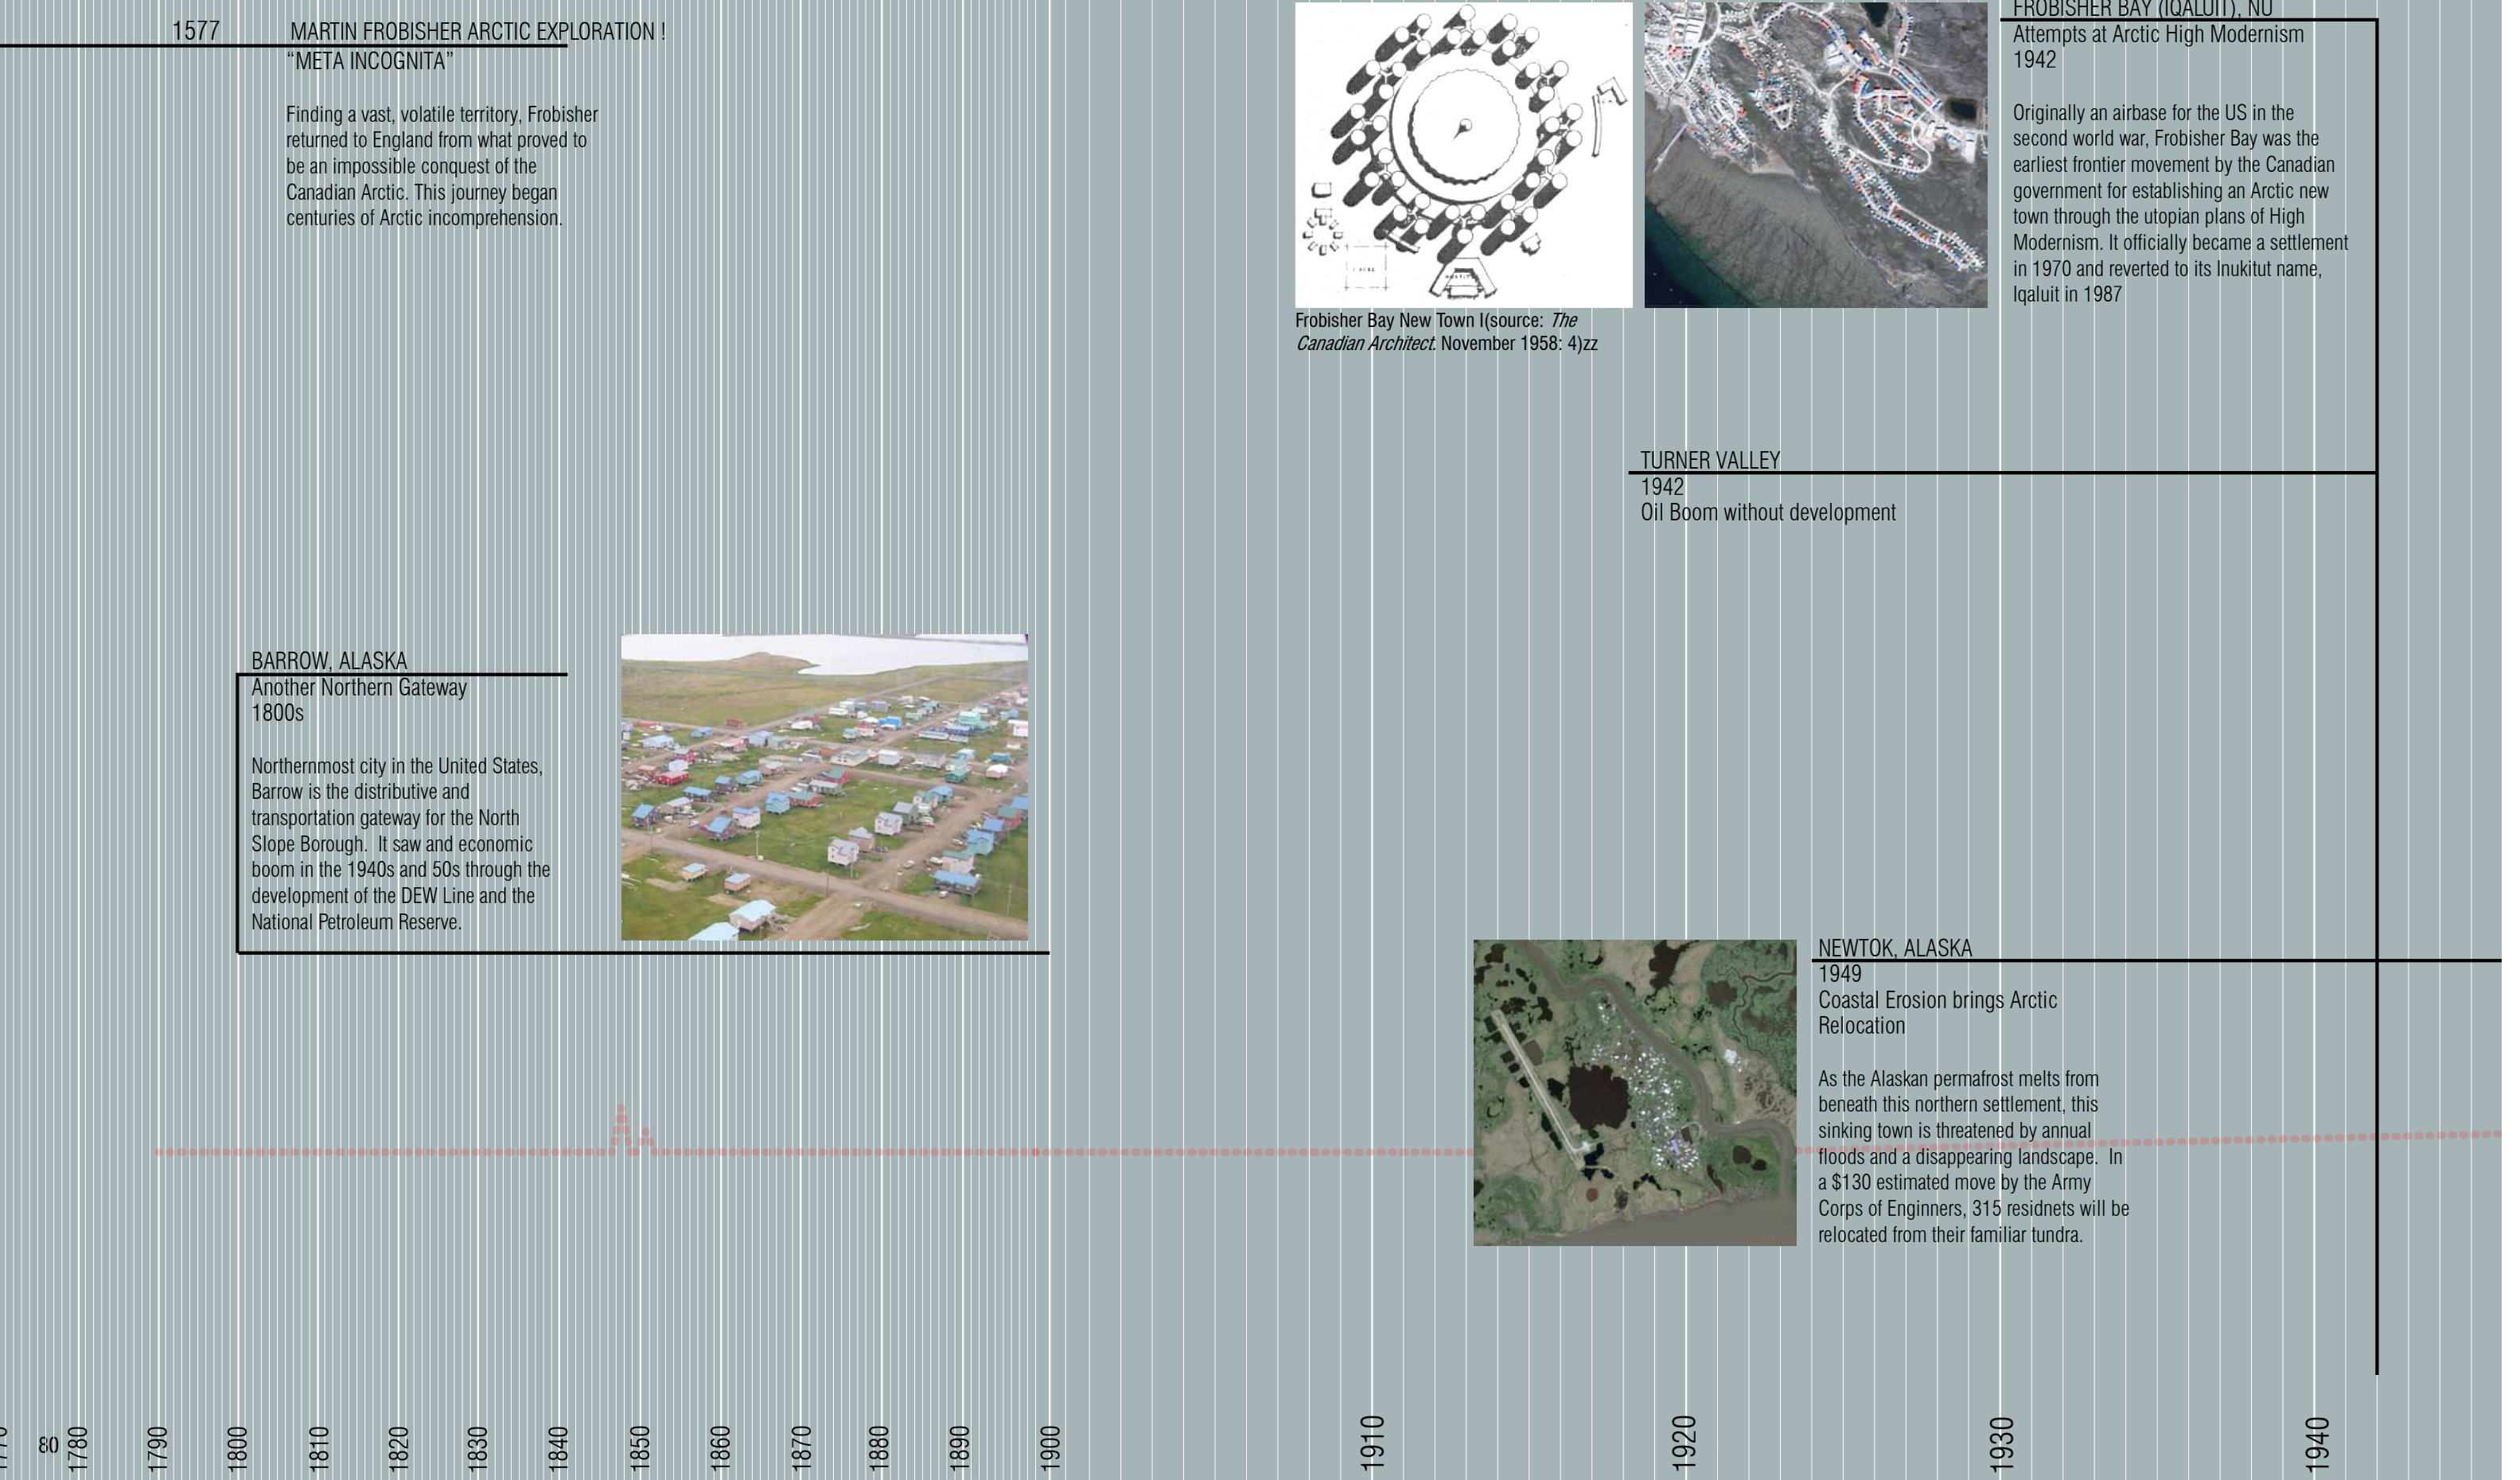 1577
MARTIN FROBISHER ARCTIC EXPLORATION !
“META INCOGNITA”
Finding a vast, volatile territory, Frobisher
returned to England from what proved to
be an impossible conquest of the
Canadian Arctic. This journey began
centuries of Arctic incomprehension.
Frobisher Bay New Town I(source: The
Canadian Architect. November 1958: 4)zz
FROBISHER BAY (IQALUIT), NU
Attempts at Arctic High Modernism
1942
Originally an airbase for the US in the
second world war, Frobisher Bay was the
earliest frontier movement by the Canadian
government for establishing an Arctic new
town through the utopian plans of High
Modernism. It officially became a settlement
in 1970 and reverted to its Inukitut name,
Iqaluit in 1987
TURNER VALLEY
1942
Oil Boom without development
BARROW, ALASKA
Another Northern Gateway
1800s
Northernmost city in the United States,
Barrow is the distributive and
transportation gateway for the North
Slope Borough.  It saw and economic
boom in the 1940s and 50s through the
development of the DEW Line and the
National Petroleum Reserve.
NEWTOK, ALASKA
1949
Coastal Erosion brings Arctic
Relocation
As the Alaskan permafrost melts from
beneath this northern settlement, this
sinking town is threatened by annual
floods and a disappearing landscape.  In
a $130 estimated move by the Army
Corps of Enginners, 315 residnets will be
relocated from their familiar tundra.
80
1780
1790
1800
1810
1820
1830
1840
1850
1860
1870
1880
1890
1900
1910
1920
1930
1940